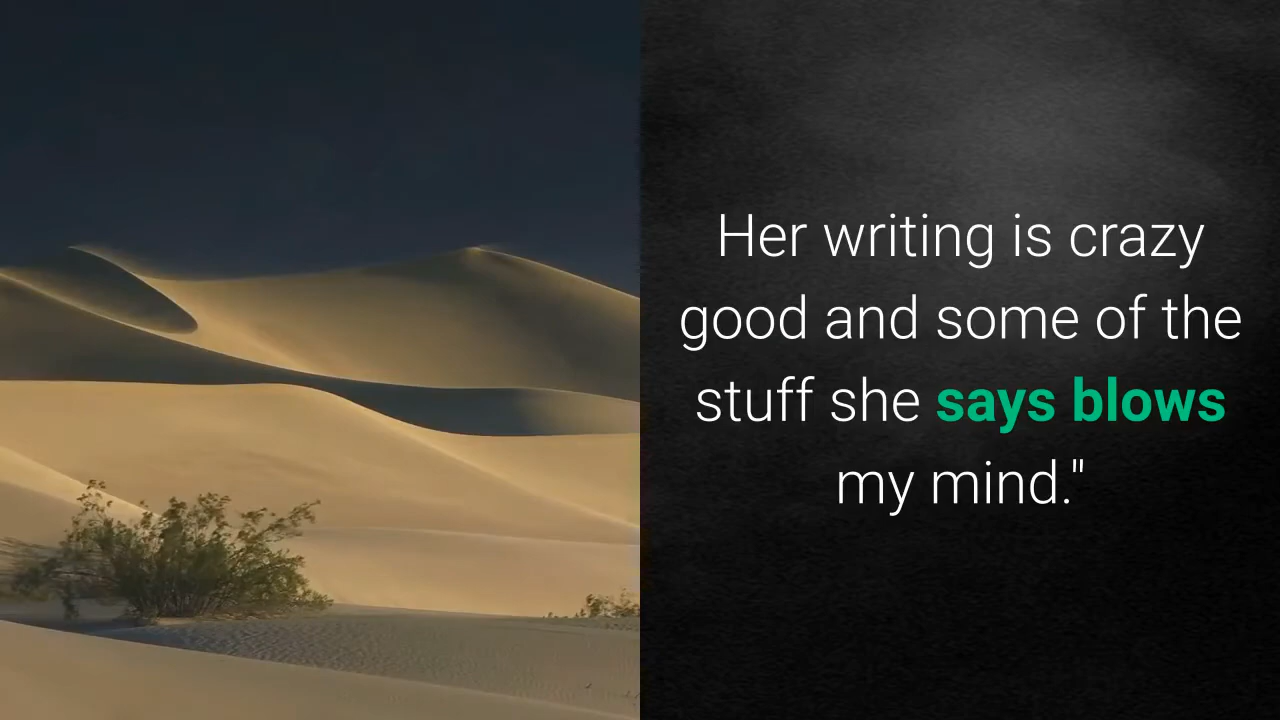 Her writing is crazy
good and some of the
stuff she says blows
my mind."